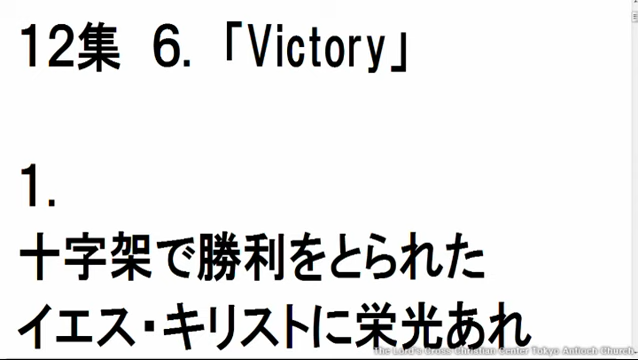 12集 6. 「Victory」
1.
十字架で勝利をとられた
イエス・キリストに栄光あれ
The Lord's Cross Christian Center Tokyo Antioch Church